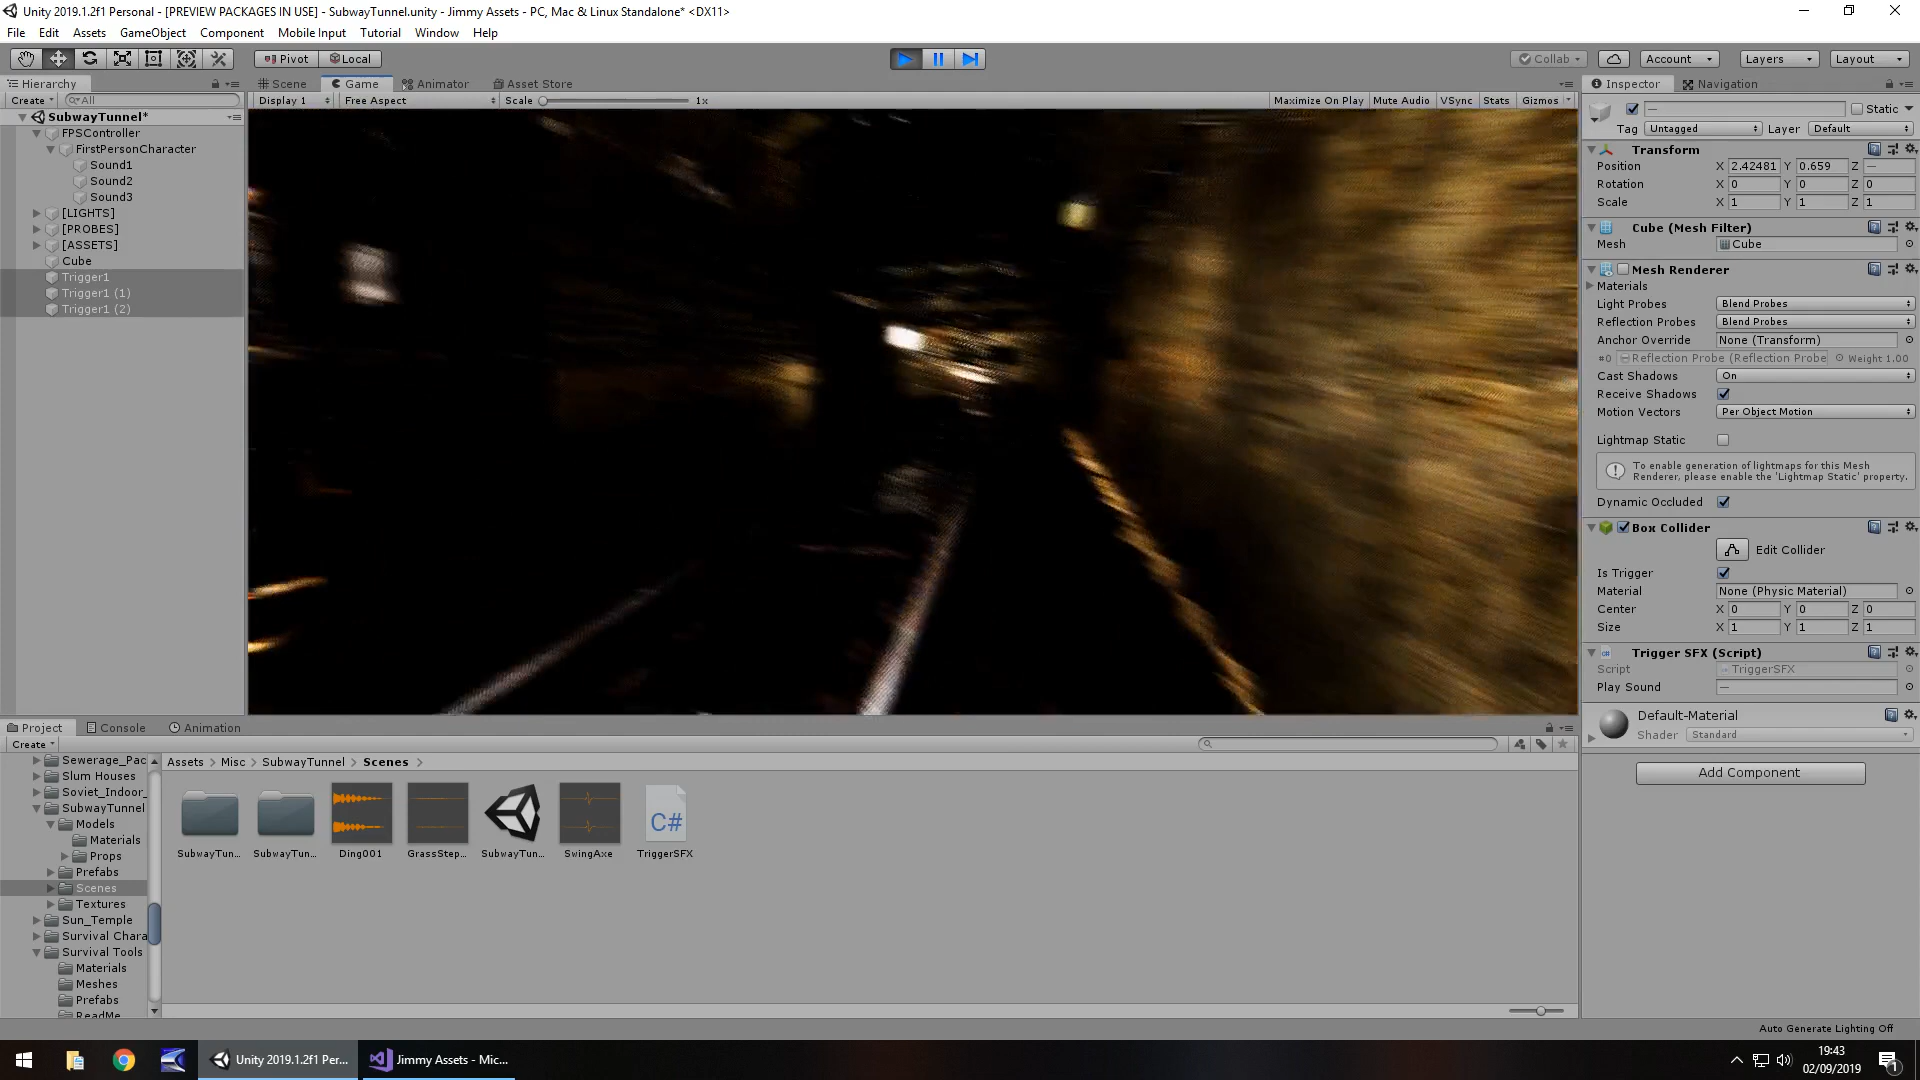 Unity 2019.1.2f1 Personal - [PREVIEW PACKAGES IN USE] - SubwayTunnel.unity - Jimmy Assets - PC, Mac & Linux Standalone* <DX11>
File Edit Assets GameObject Component Mobile Input Tutorial Window Help
Pivot Local Collab Account Layers Layout
Hierarchy Scene Game Animator Asset Store Inspector Navigation
Create All Display 1 Free Aspect Scale 1x Maximize On Play Mute Audio VSync Stats Gizmos
SubwayTunnel*
FPSController
FirstPersonCharacter
Sound1
Sound2
Sound3
[LIGHTS]
[PROBES]
[ASSETS]
Cube
Trigger1
Trigger1 (1)
Trigger1 (2)
— Static
Tag Untagged Layer Default
Transform
Position X 2.42481 Y 0.659 Z —
Rotation X 0 Y 0 Z 0
Scale X 1 Y 1 Z 1
Cube (Mesh Filter)
Mesh Cube
Mesh Renderer
Materials
Light Probes Blend Probes
Reflection Probes Blend Probes
Anchor Override None (Transform)
#0 Reflection Probe (Reflection Probe Weight 1.00
Cast Shadows On
Receive Shadows
Motion Vectors Per Object Motion
Lightmap Static
To enable generation of lightmaps for this Mesh
Renderer, please enable the 'Lightmap Static' property.
Dynamic Occluded
Box Collider
Edit Collider
Is Trigger
Material None (Physic Material)
Center X 0 Y 0 Z 0
Size X 1 Y 1 Z 1
Trigger SFX (Script)
Script TriggerSFX
Play Sound —
Default-Material
Shader Standard
Add Component
Project Console Animation
Create
Assets > Misc > SubwayTunnel > Scenes >
Sewerage_Pac
Slum Houses
Soviet_Indoor_
SubwayTunnel
Models
Materials
Props
Prefabs
Scenes
Textures
Sun_Temple
Survival Chara
Survival Tools
Materials
Meshes
Prefabs
ReadMe
C#
SubwayTun... SubwayTun... Ding001 GrassStep... SubwayTun... SwingAxe TriggerSFX
Auto Generate Lighting Off
Unity 2019.1.2f1 Per... Jimmy Assets - Mic...
19:43
02/09/2019
1